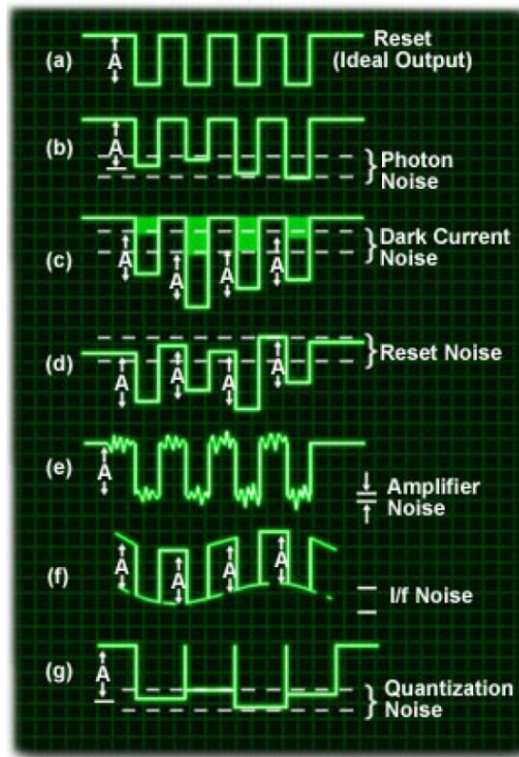 (a)
A
Reset
(Ideal Output)
(b)
A
Photon
Noise
(c)
A
A
A
A
Dark Current
Noise
(d)
A
A
A
A
Reset Noise
(e)
A
Amplifier
Noise
(f)
A
A
A
A
I/f Noise
(g)
A
Quantization
Noise